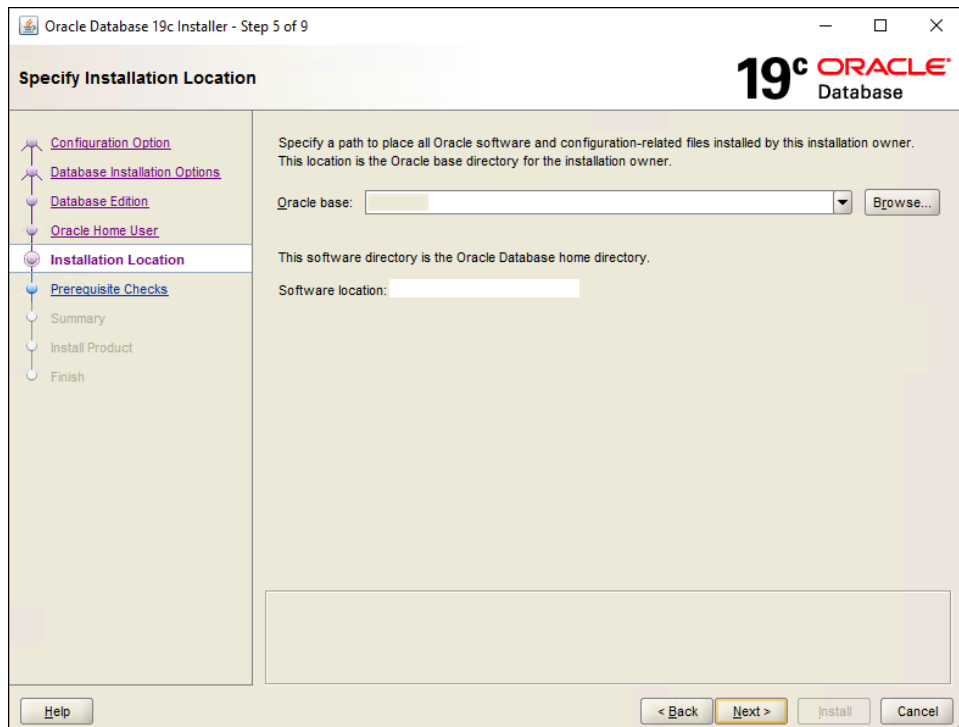 Oracle Database 19c Installer - Step 5 of 9
Specify Installation Location
19c ORACLE
Database
Configuration Option
Database Installation Options
Database Edition
Oracle Home User
Installation Location
Prerequisite Checks
Summary
Install Product
Finish
Specify a path to place all Oracle software and configuration-related files installed by this installation owner.
This location is the Oracle base directory for the installation owner.
Oracle base:
Browse...
This software directory is the Oracle Database home directory.
Software location:
Help
< Back
Next >
Install
Cancel